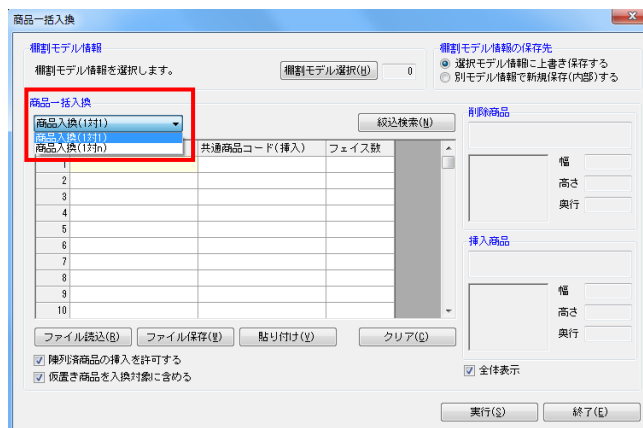 商品一括入換
棚割モデル情報
棚割モデル情報を選択します。
棚割モデル選択(H)
0
棚割モデル情報の保存先
選択モデル情報に上書き保存する
別モデル情報で新規保存(内部)する
商品一括入換
商品入換(1対1)
商品入換(1対1)
商品入換(1対n)
絞込検索(N)
共通商品コード(挿入) フェイス数
1
2
3
4
5
6
7
8
9
10
ファイル読込(R) ファイル保存(W) 貼り付け(V) クリア(C)
陳列済商品の挿入を許可する
仮置き商品を入換対象に含める
削除商品
幅
高さ
奥行
挿入商品
幅
高さ
奥行
全体表示
実行(S) 終了(E)